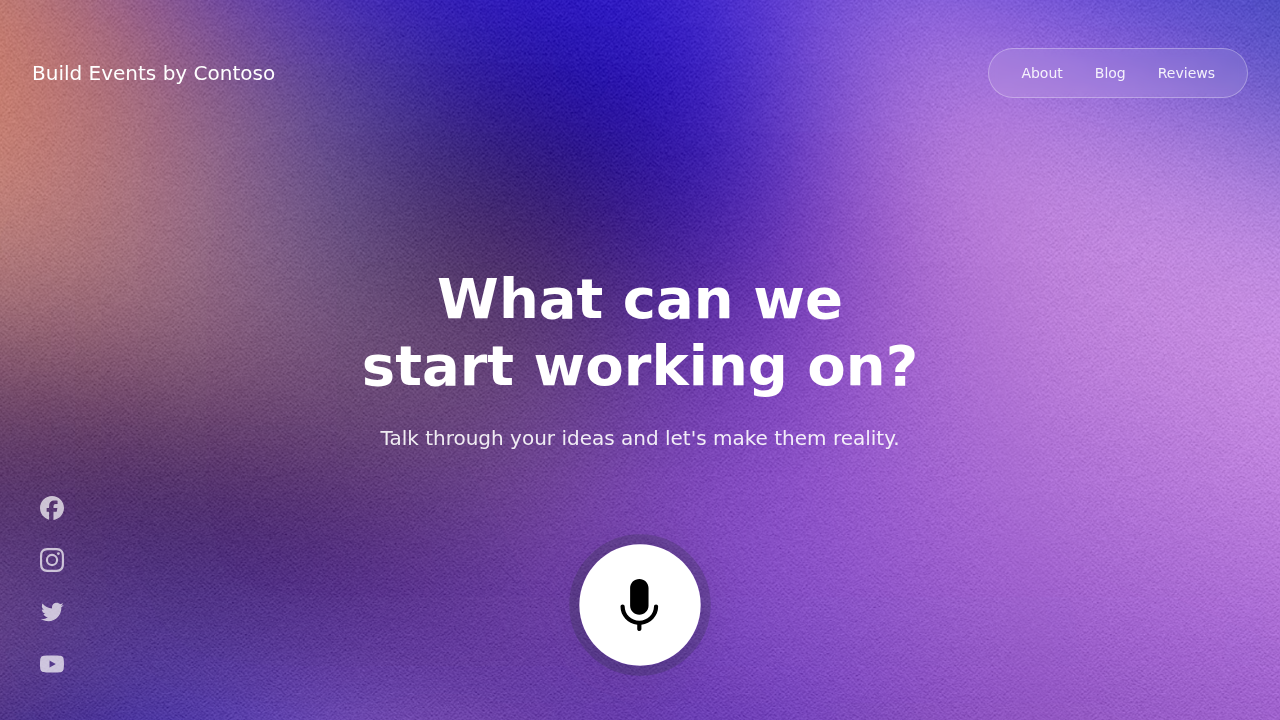 Build Events by Contoso
About Blog Reviews
What can we
start working on?
Talk through your ideas and let's make them reality.